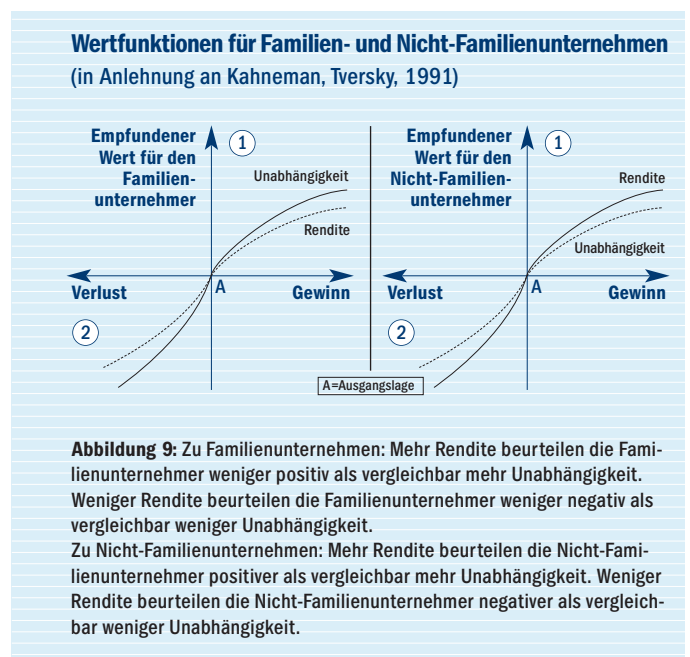 Wertfunktionen für Familien- und Nicht-Familienunternehmen
(in Anlehnung an Kahneman, Tversky, 1991)
Empfundener
Wert für den
Familien-
unternehmer
1
Unabhängigkeit
Rendite
Verlust
A
Gewinn
2
Empfundener
Wert für den
Nicht-Familien-
unternehmer
1
Rendite
Unabhängigkeit
Verlust
A
Gewinn
2
A=Ausgangslage
Abbildung 9: Zu Familienunternehmen: Mehr Rendite beurteilen die Fami-
lienunternehmer weniger positiv als vergleichbar mehr Unabhängigkeit.
Weniger Rendite beurteilen die Familienunternehmer weniger negativ als
vergleichbar weniger Unabhängigkeit.
Zu Nicht-Familienunternehmen: Mehr Rendite beurteilen die Nicht-Fami-
lienunternehmer positiver als vergleichbar mehr Unabhängigkeit. Weniger
Rendite beurteilen die Nicht-Familienunternehmer negativer als vergleich-
bar weniger Unabhängigkeit.